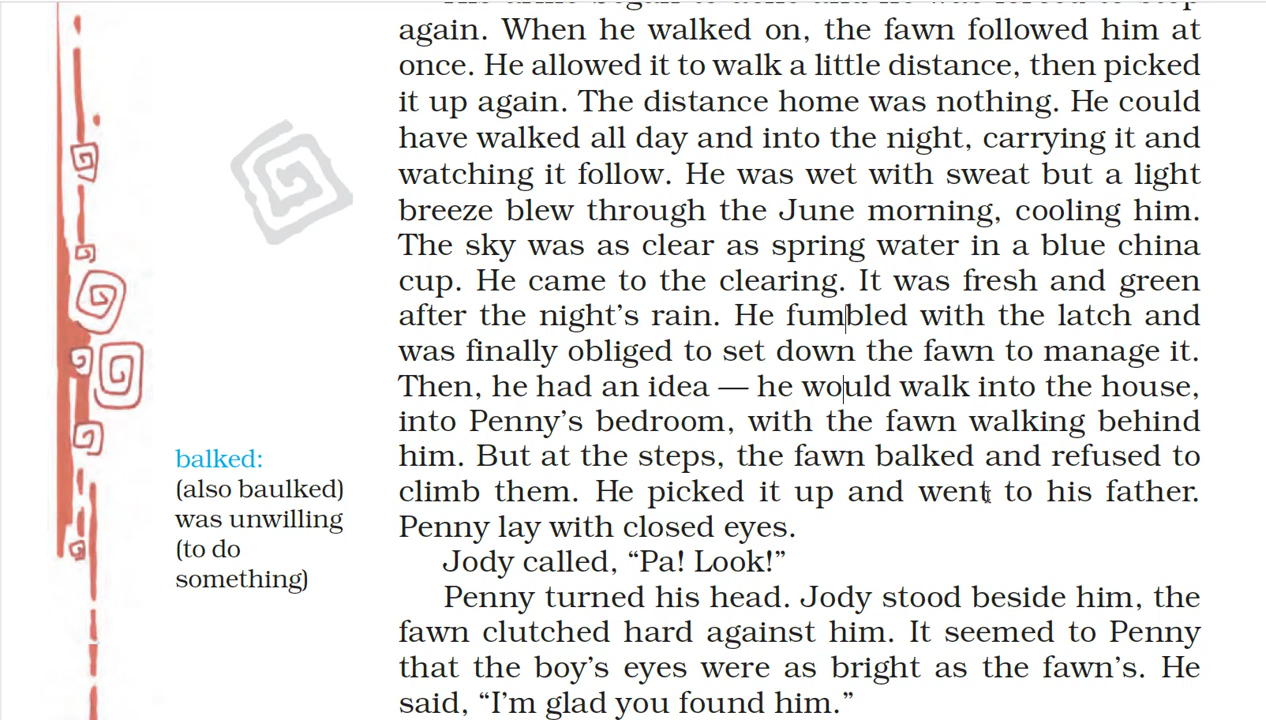 again. When he walked on, the fawn followed him at
once. He allowed it to walk a little distance, then picked
it up again. The distance home was nothing. He could
have walked all day and into the night, carrying it and
watching it follow. He was wet with sweat but a light
breeze blew through the June morning, cooling him.
The sky was as clear as spring water in a blue china
cup. He came to the clearing. It was fresh and green
after the night's rain. He fumbled with the latch and
was finally obliged to set down the fawn to manage it.
Then, he had an idea — he would walk into the house,
into Penny's bedroom, with the fawn walking behind
him. But at the steps, the fawn balked and refused to
climb them. He picked it up and went to his father.
Penny lay with closed eyes.
Jody called, “Pa! Look!”
Penny turned his head. Jody stood beside him, the
fawn clutched hard against him. It seemed to Penny
that the boy's eyes were as bright as the fawn's. He
said, “I'm glad you found him.”
balked:
(also baulked)
was unwilling
(to do
something)